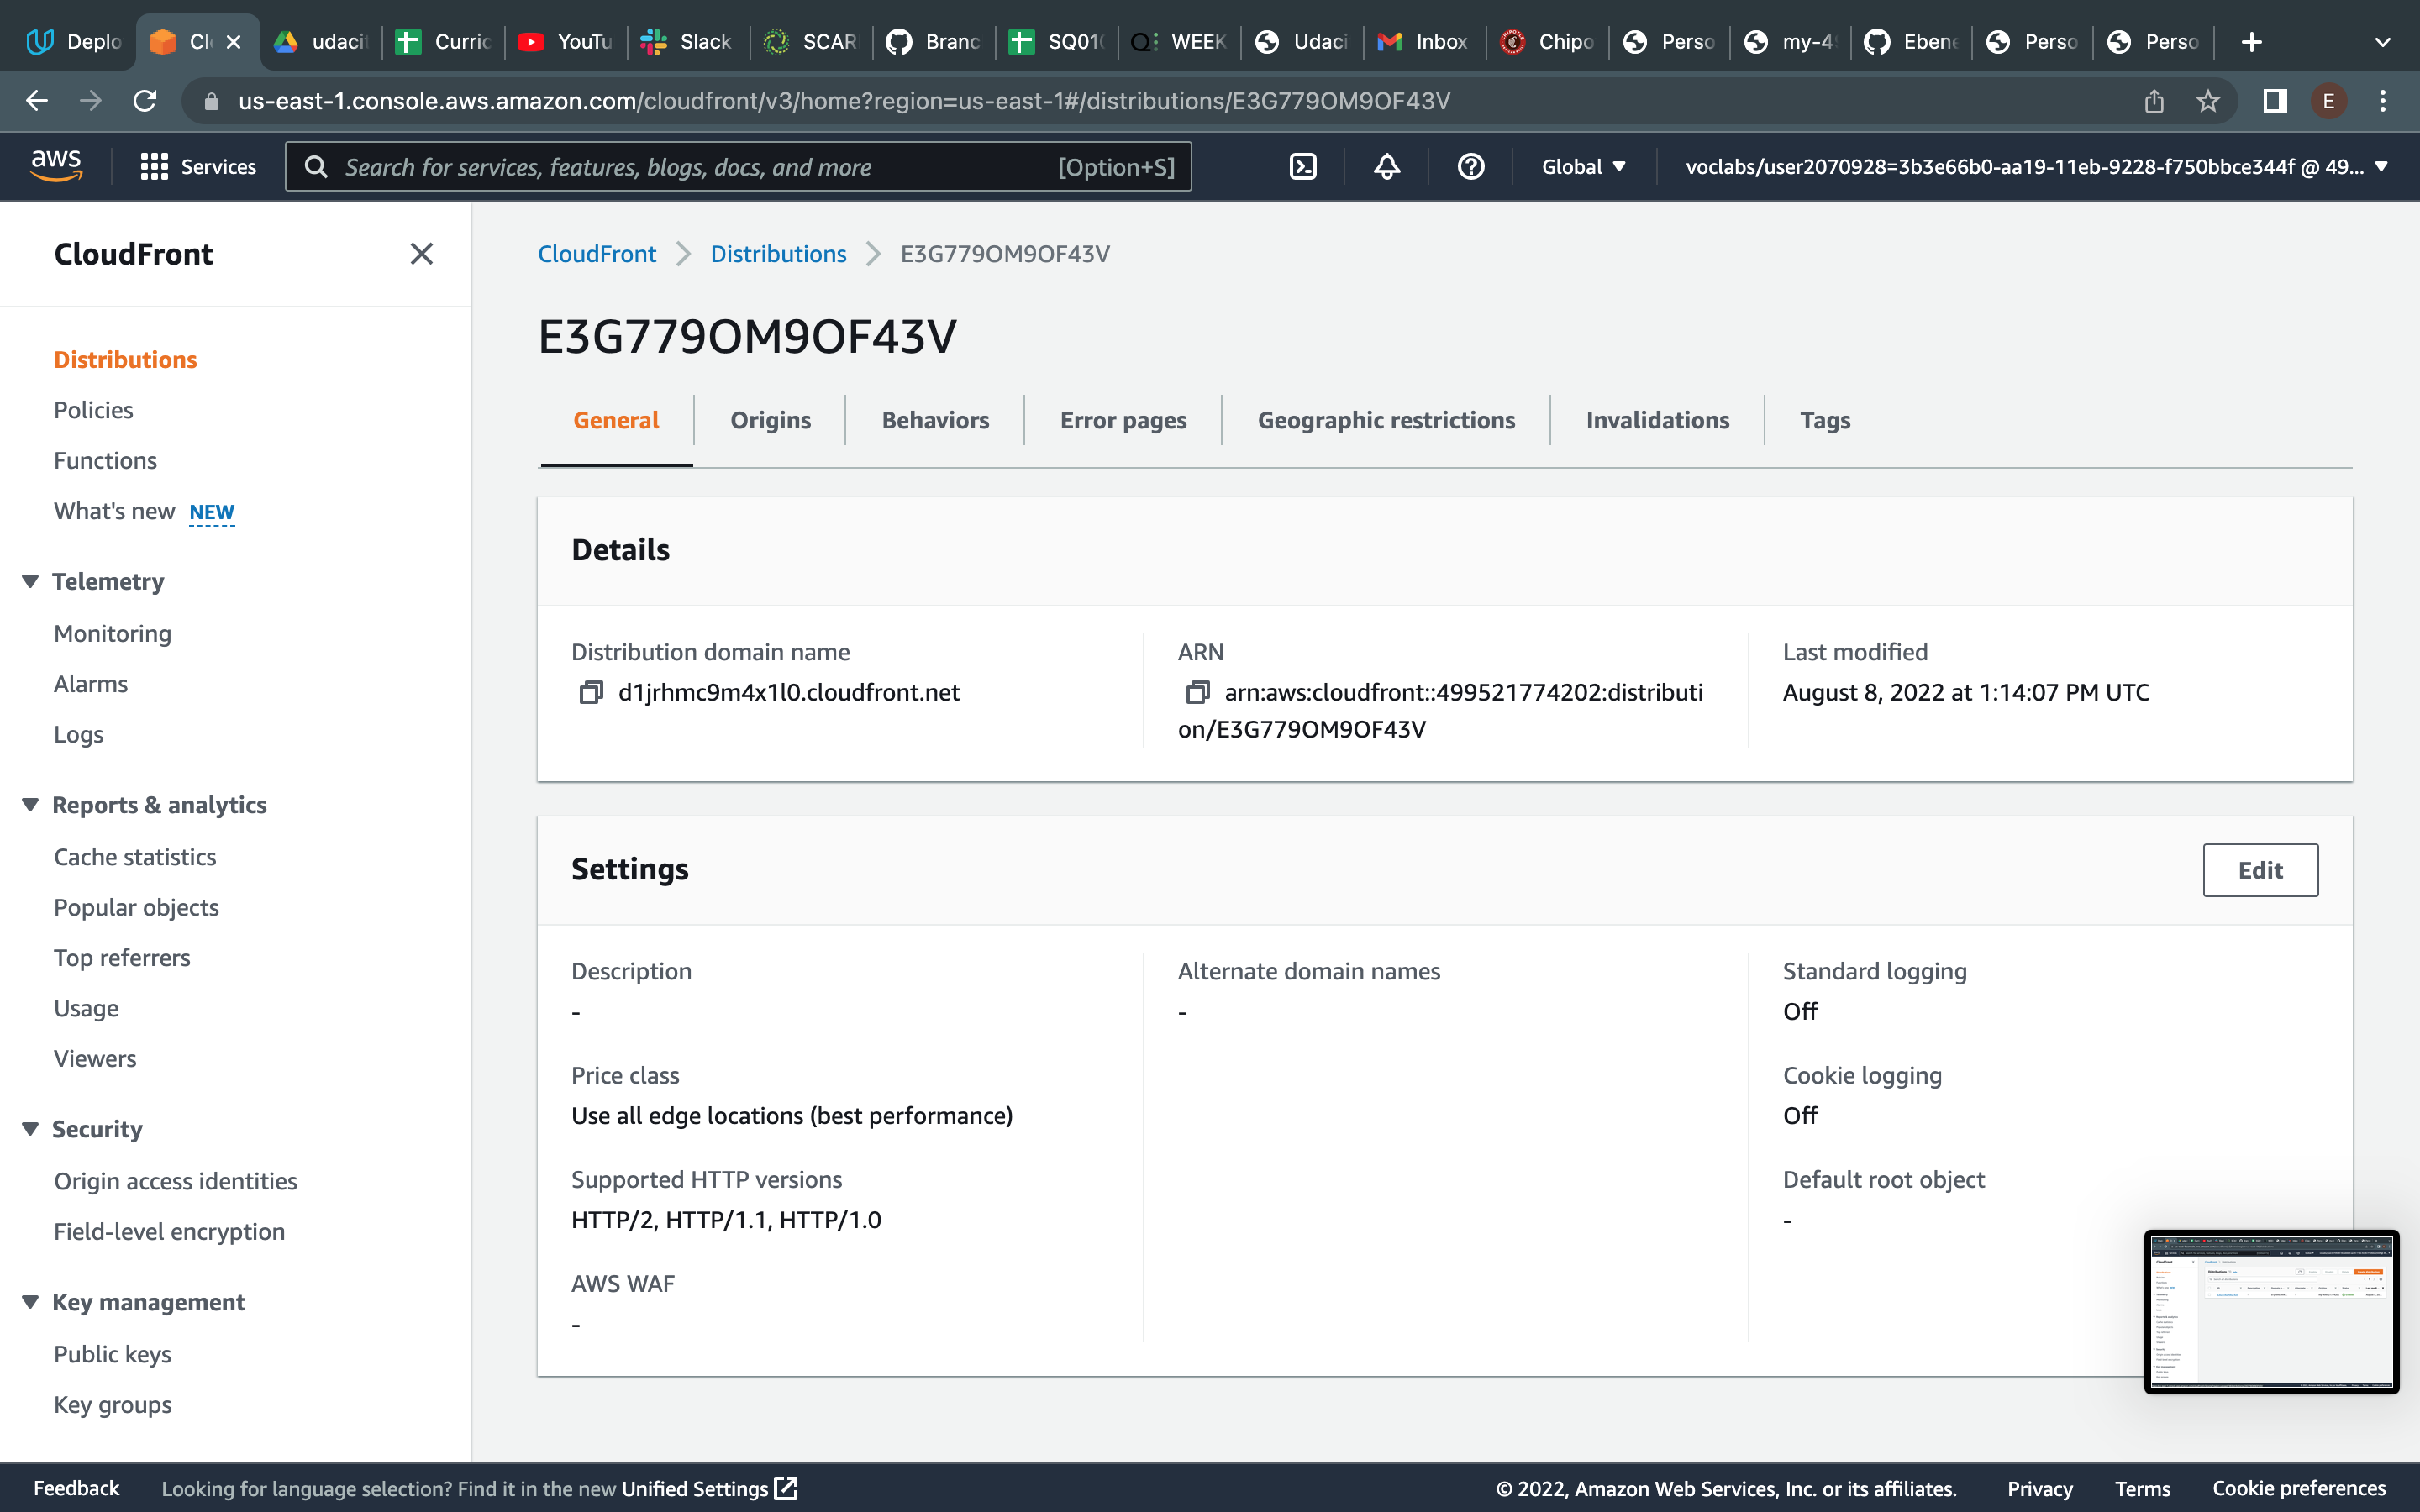 Deplo
Clo
udacit
Curric
YouTu
Slack
SCAR
Branc
SQ010
WEEK
Udaci
Inbox
Chipo
Perso
my-49
Ebene
Perso
Perso
us-east-1.console.aws.amazon.com/cloudfront/v3/home?region=us-east-1#/distributions/E3G779OM9OF43V
E
aws
Services
Search for services, features, blogs, docs, and more
[Option+S]
Global
voclabs/user2070928=3b3e66b0-aa19-11eb-9228-f750bbce344f @ 49...
CloudFront
Distributions
Policies
Functions
What's new NEW
Telemetry
Monitoring
Alarms
Logs
Reports & analytics
Cache statistics
Popular objects
Top referrers
Usage
Viewers
Security
Origin access identities
Field-level encryption
Key management
Public keys
Key groups
CloudFront > Distributions > E3G779OM9OF43V
E3G779OM9OF43V
General
Origins
Behaviors
Error pages
Geographic restrictions
Invalidations
Tags
Details
Distribution domain name
d1jrhmc9m4x1l0.cloudfront.net
ARN
arn:aws:cloudfront::499521774202:distributi
on/E3G779OM9OF43V
Last modified
August 8, 2022 at 1:14:07 PM UTC
Settings
Edit
Description
-
Price class
Use all edge locations (best performance)
Supported HTTP versions
HTTP/2, HTTP/1.1, HTTP/1.0
AWS WAF
-
Alternate domain names
-
Standard logging
Off
Cookie logging
Off
Default root object
-
Feedback
Looking for language selection? Find it in the new Unified Settings
© 2022, Amazon Web Services, Inc. or its affiliates.
Privacy
Terms
Cookie preferences